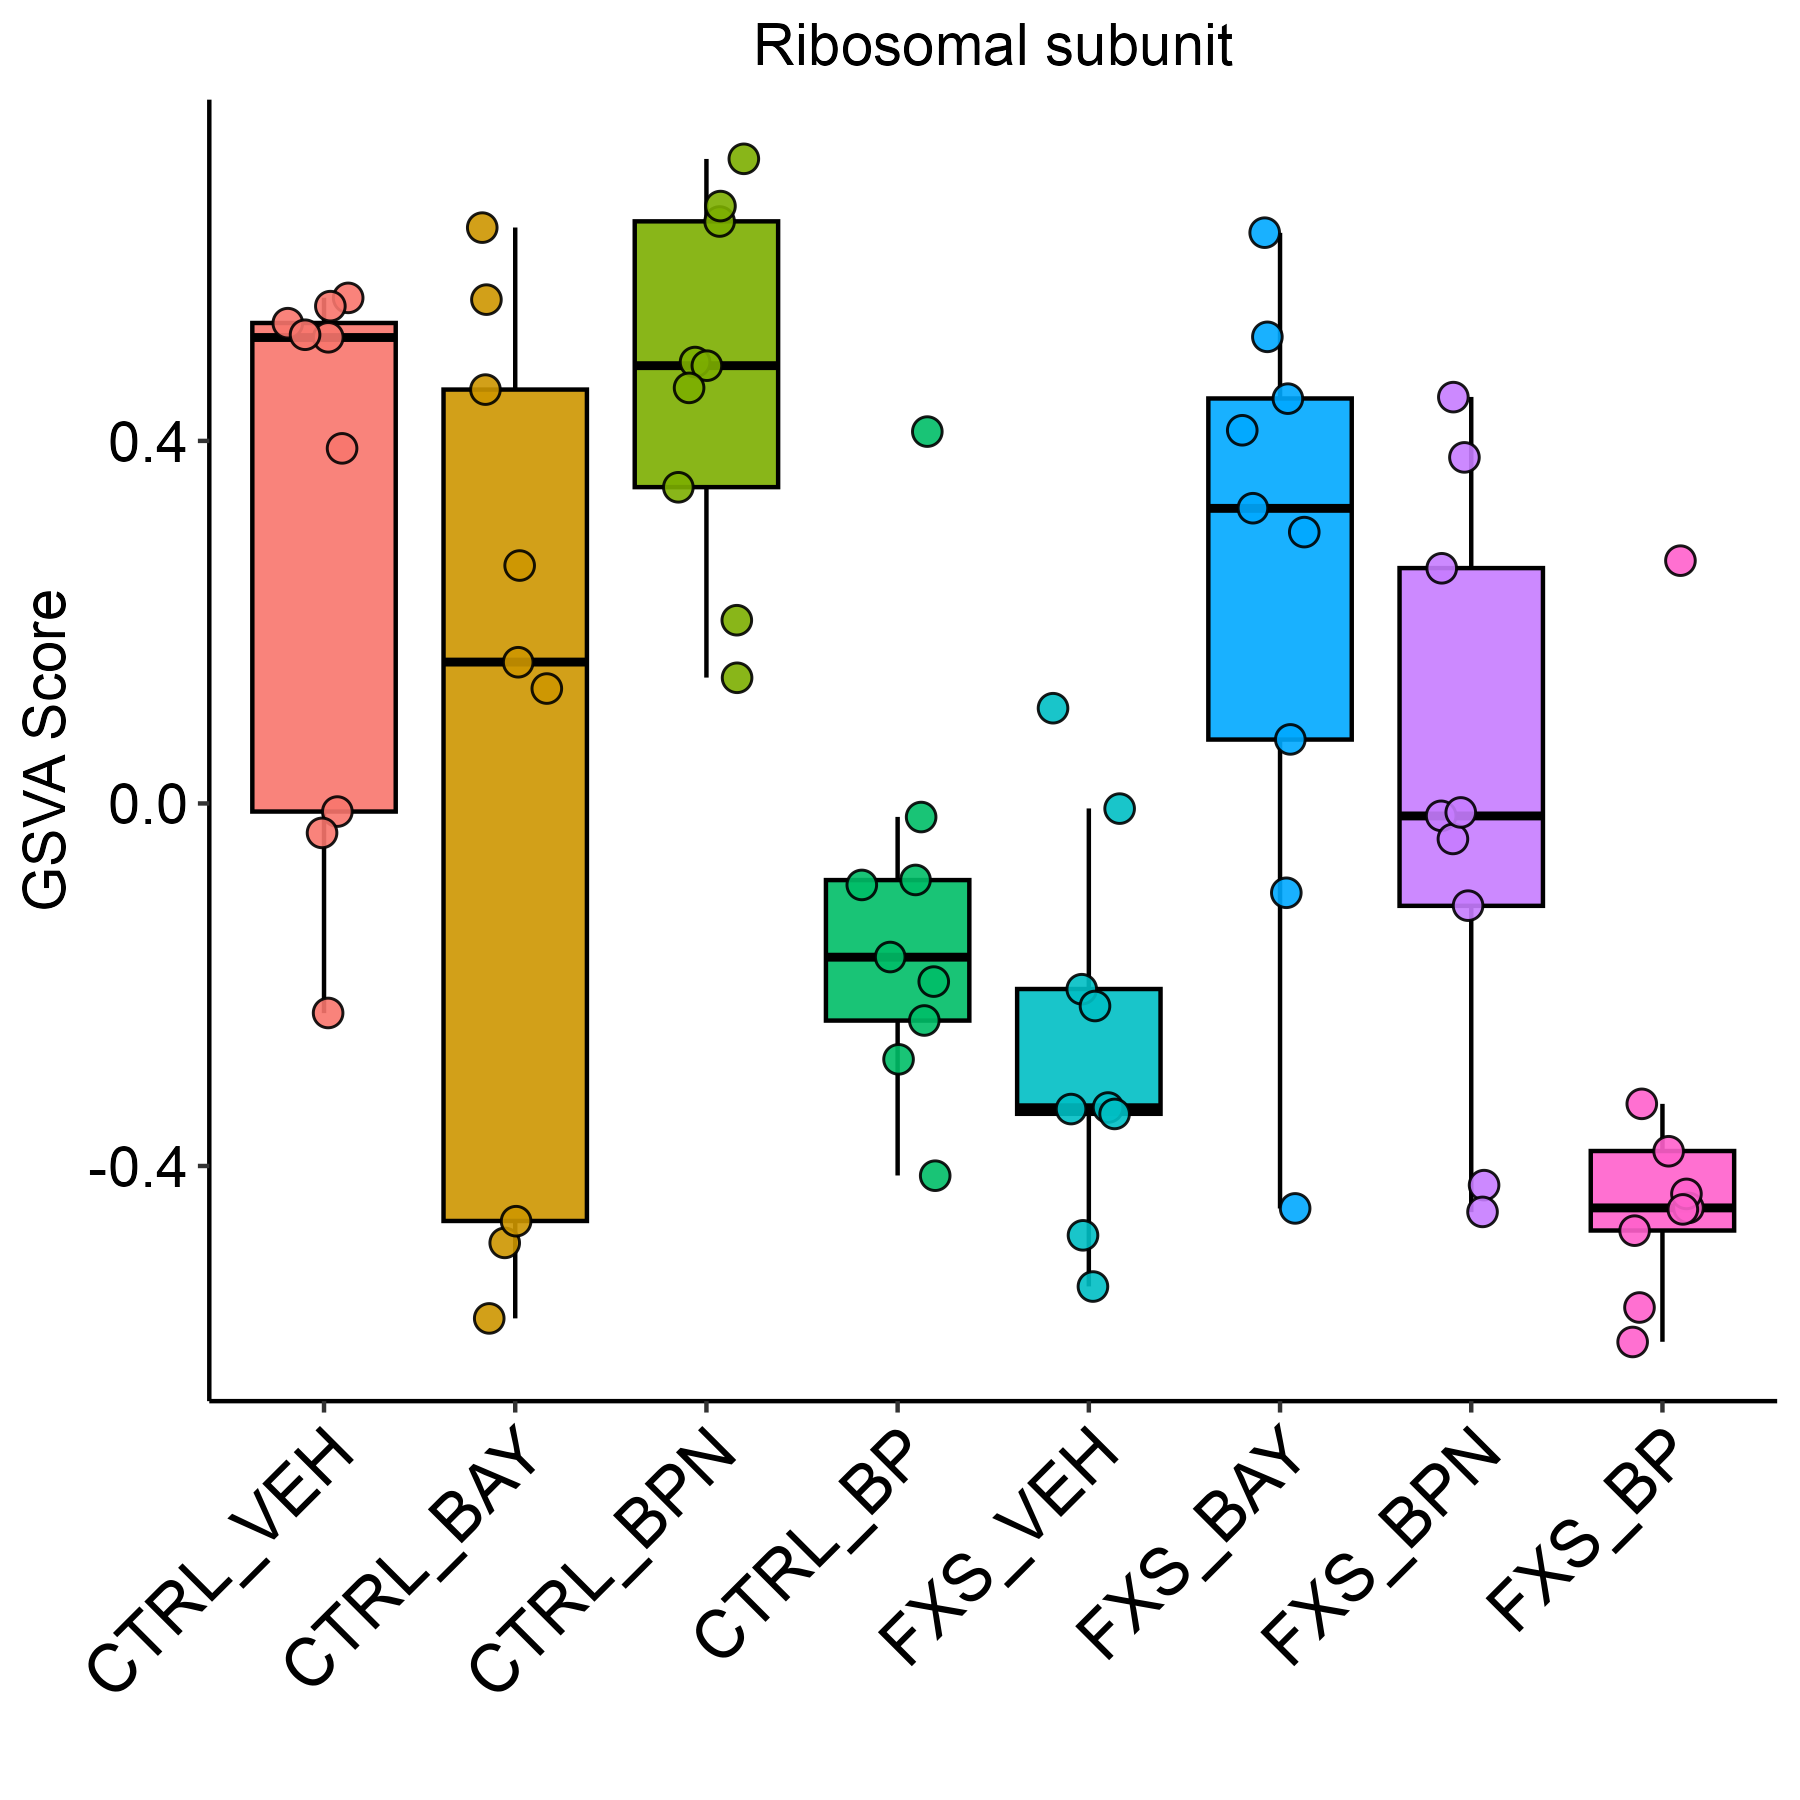 Ribosomal subunit
GSVA Score
0.4
0.0
-0.4
CTRL_VEH
CTRL_BAY
CTRL_BPN
CTRL_BP
FXS_VEH
FXS_BAY
FXS_BPN
FXS_BP